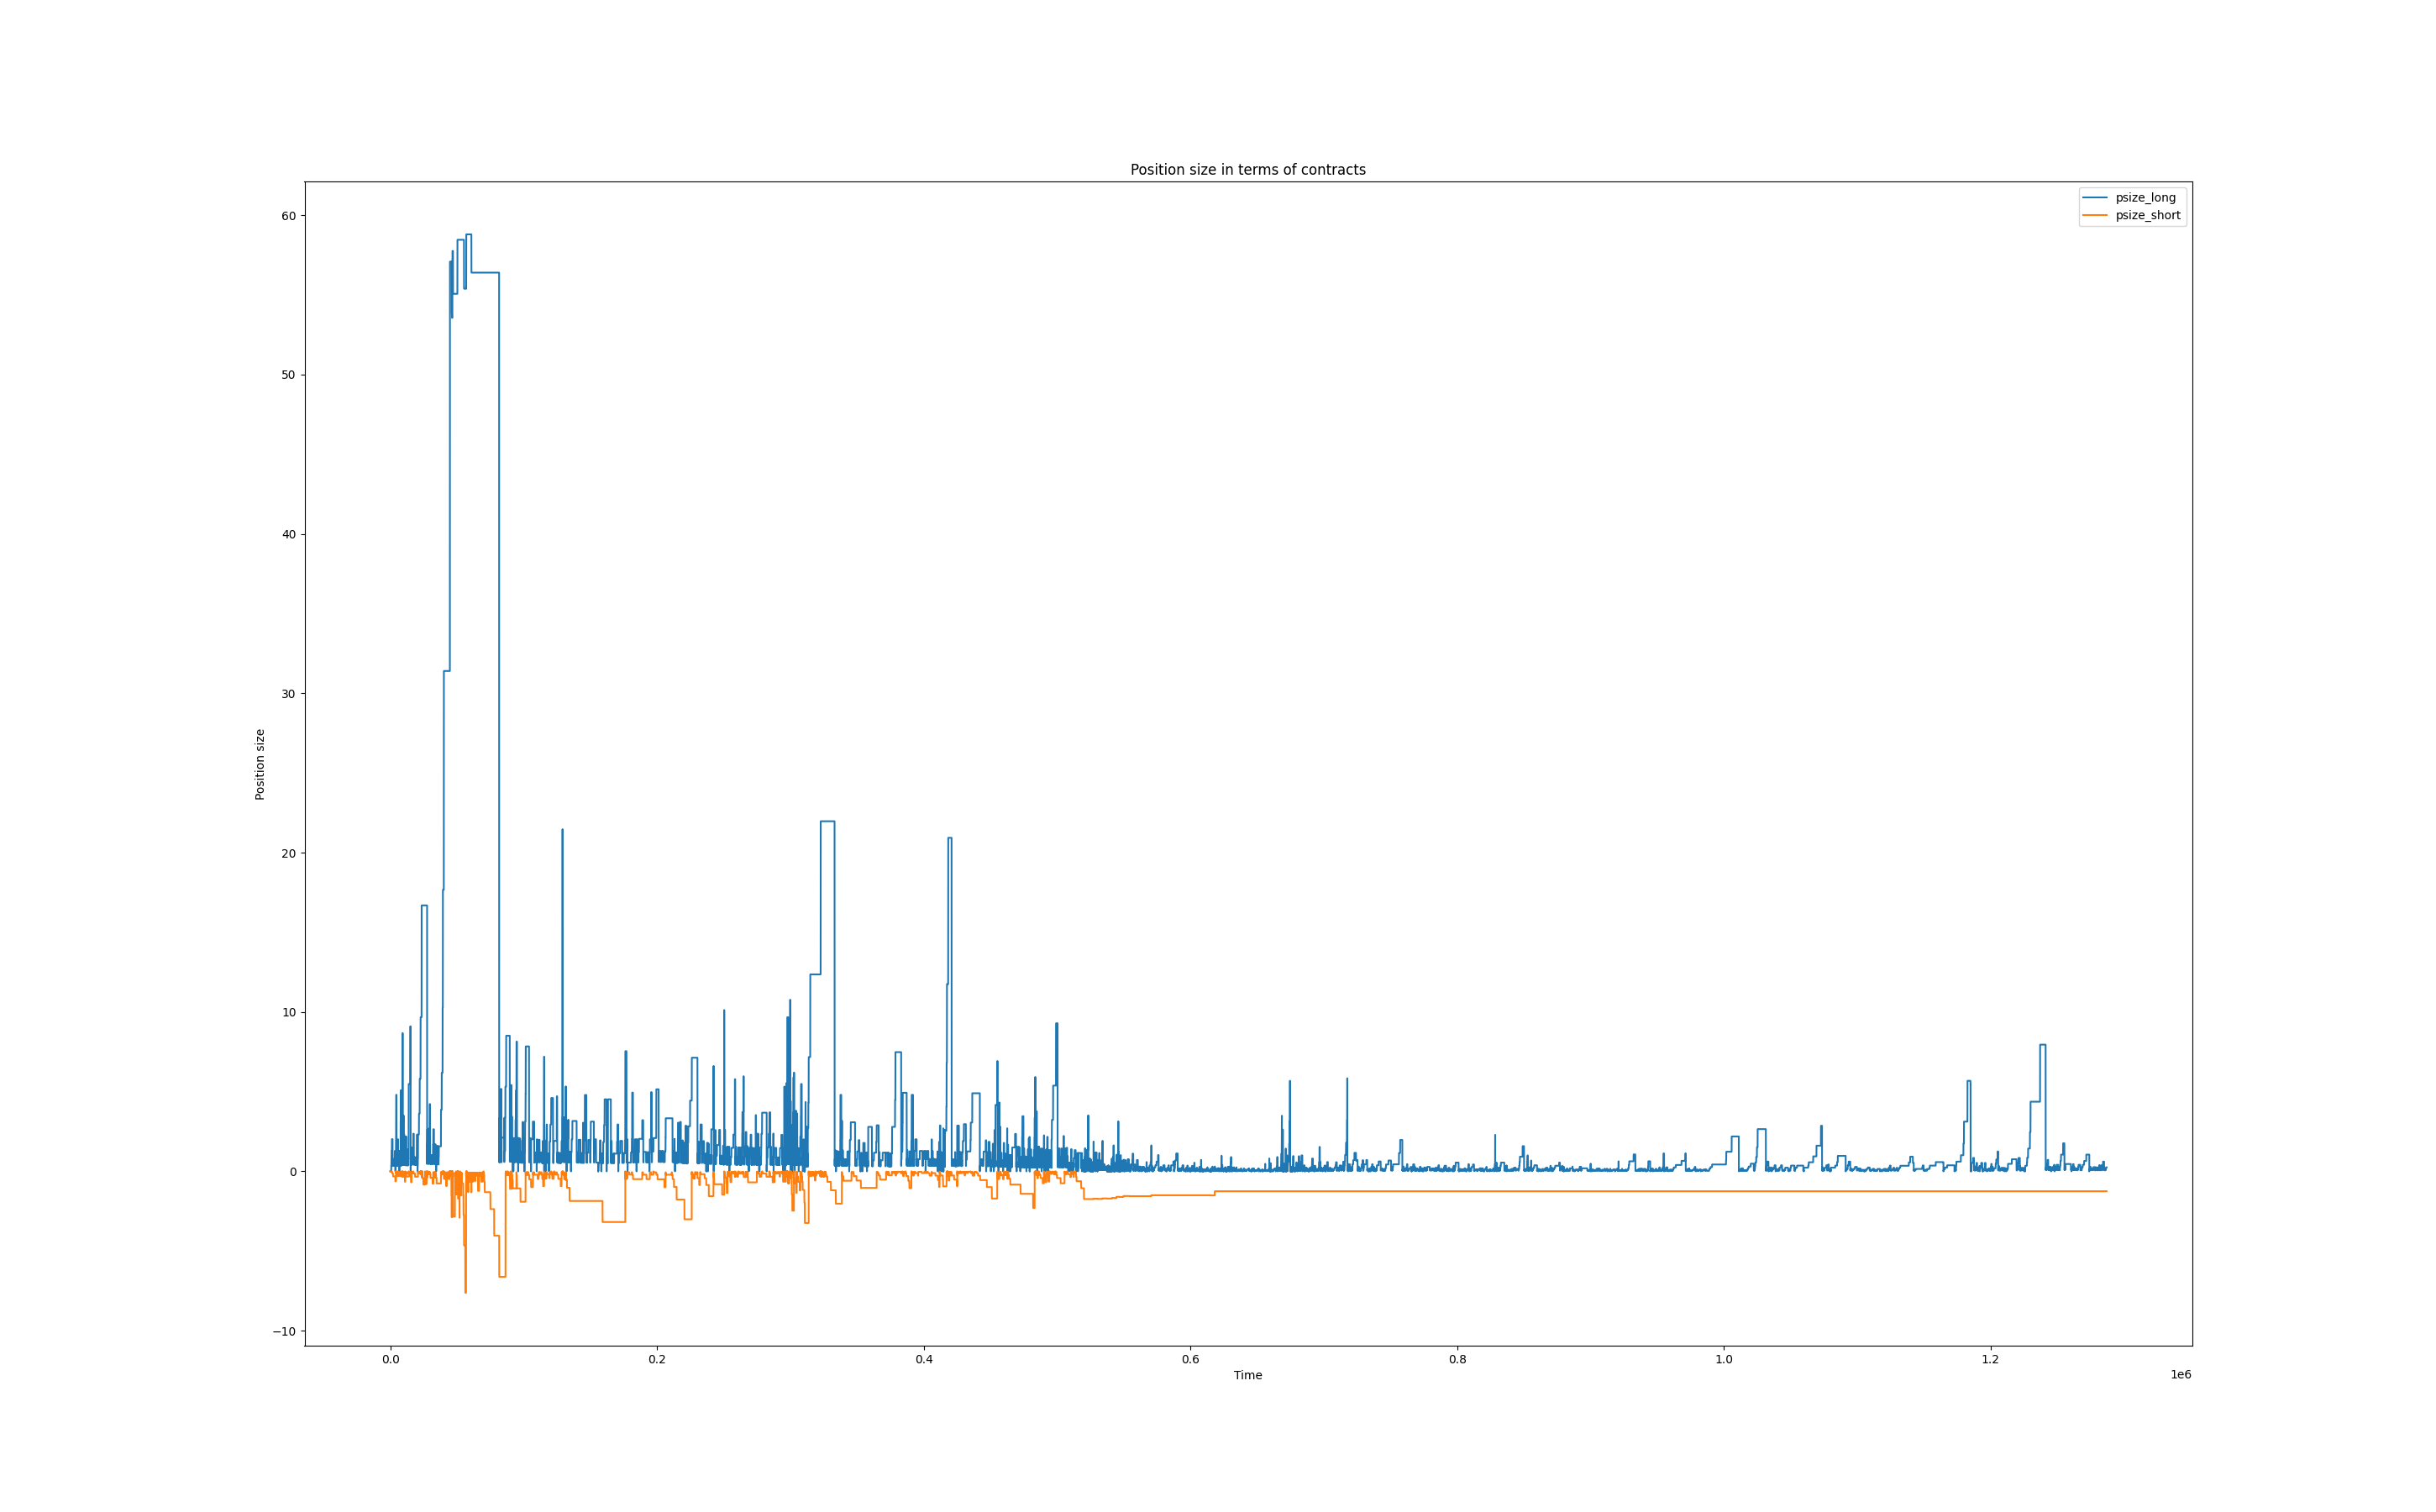 Position size in terms of contracts
psize_long
psize_short
60
50
40
30
20
10
0
−10
Position size
0.0 0.2 0.4 0.6 0.8 1.0 1.2
Time
1e6